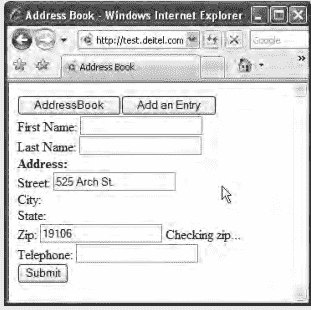 Address Book - Windows Internet Explorer
http://test.deitel.com
Google
Address Book
AddressBook Add an Entry
First Name:
Last Name:
Address:
Street: 525 Arch St.
City:
State:
Zip: 19106 Checking zip...
Telephone:
Submit